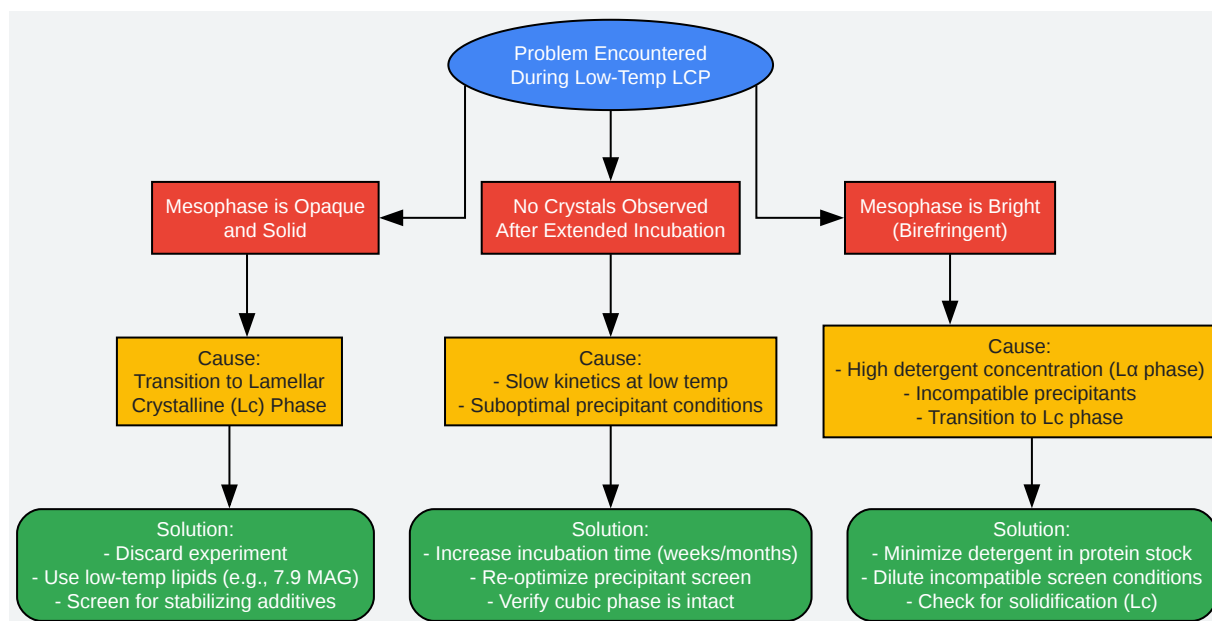 Problem Encountered
During Low-Temp LCP
Mesophase is Opaque
and Solid
No Crystals Observed
After Extended Incubation
Mesophase is Bright
(Birefringent)
Cause:
Transition to Lamellar
Crystalline (Lc) Phase
Cause:
- Slow kinetics at low temp
- Suboptimal precipitant conditions
Cause:
- High detergent concentration (Lα phase)
- Incompatible precipitants
- Transition to Lc phase
Solution:
- Discard experiment
- Use low-temp lipids (e.g., 7.9 MAG)
- Screen for stabilizing additives
Solution:
- Increase incubation time (weeks/months)
- Re-optimize precipitant screen
- Verify cubic phase is intact
Solution:
- Minimize detergent in protein stock
- Dilute incompatible screen conditions
- Check for solidification (Lc)